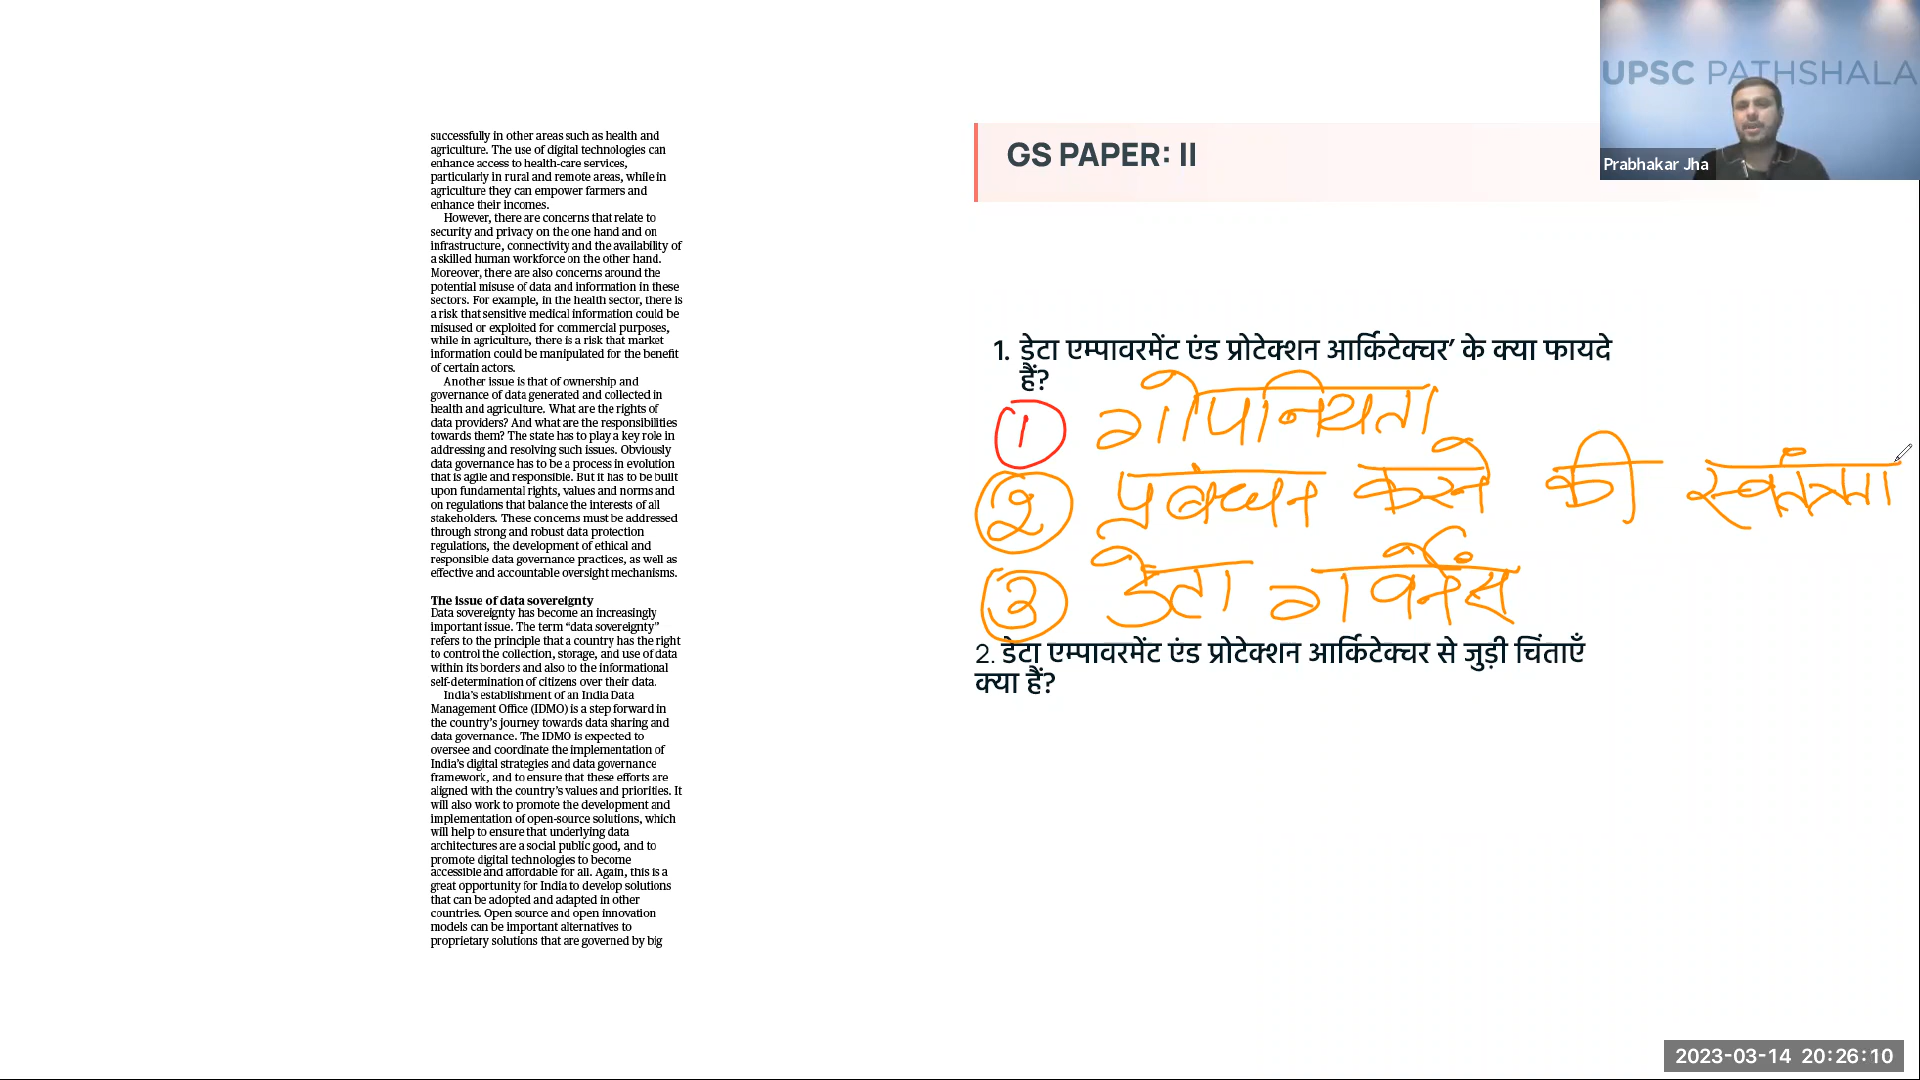 successfully in other areas such as health and
agriculture. The use of digital technologies can
enhance access to health-care services,
particularly in rural and remote areas, while in
agriculture they can empower farmers and
enhance their incomes.
However, there are concerns that relate to
security and privacy on the one hand and on
infrastructure, connectivity and the availability of
a skilled human workforce on the other hand.
Moreover, there are also concerns around the
potential misuse of data and information in these
sectors. For example, in the health sector, there is
a risk that sensitive medical information could be
misused or exploited for commercial purposes,
while in agriculture, there is a risk that market
information could be manipulated for the benefit
of certain actors.
Another issue is that of ownership and
governance of data generated and collected in
health and agriculture. What are the rights of
data providers? And what are the responsibilities
towards them? The state has to play a key role in
addressing and resolving such issues. Obviously
data governance has to be a process in evolution
that is agile and responsible. But it has to be built
upon fundamental rights, values and norms and
on regulations that balance the interests of all
stakeholders. These concerns must be addressed
through strong and robust data protection
regulations, the development of ethical and
responsible data governance practices, as well as
effective and accountable oversight mechanisms.
The issue of data sovereignty
Data sovereignty has become an increasingly
important issue. The term “data sovereignty”
refers to the principle that a country has the right
to control the collection, storage, and use of data
within its borders and also to the informational
self-determination of citizens over their data.
India’s establishment of an India Data
Management Office (IDMO) is a step forward in
the country’s journey towards data sharing and
data governance. The IDMO is expected to
oversee and coordinate the implementation of
India’s digital strategies and data governance
framework, and to ensure that these efforts are
aligned with the country’s values and priorities. It
will also work to promote the development and
implementation of open-source solutions, which
will help to ensure that underlying data
architectures are a social public good, and to
promote digital technologies to become
accessible and affordable for all. Again, this is a
great opportunity for India to develop solutions
that can be adopted and adapted in other
countries. Open source and open innovation
models can be important alternatives to
proprietary solutions that are governed by big
GS PAPER: II
1. डेटा एम्पावरमेंट एंड प्रोटेक्शन आर्किटेक्चर’ के क्या फायदे
हैं?
1 गोपनियता
2 प्रबंधन करने की स्वतंत्रता
3 डेटा गवर्नेंस
2. डेटा एम्पावरमेंट एंड प्रोटेक्शन आर्किटेक्चर से जुड़ी चिंताएँ
क्या हैं?
UPSC PATHSHALA
Prabhakar Jha
2023-03-14 20:26:10